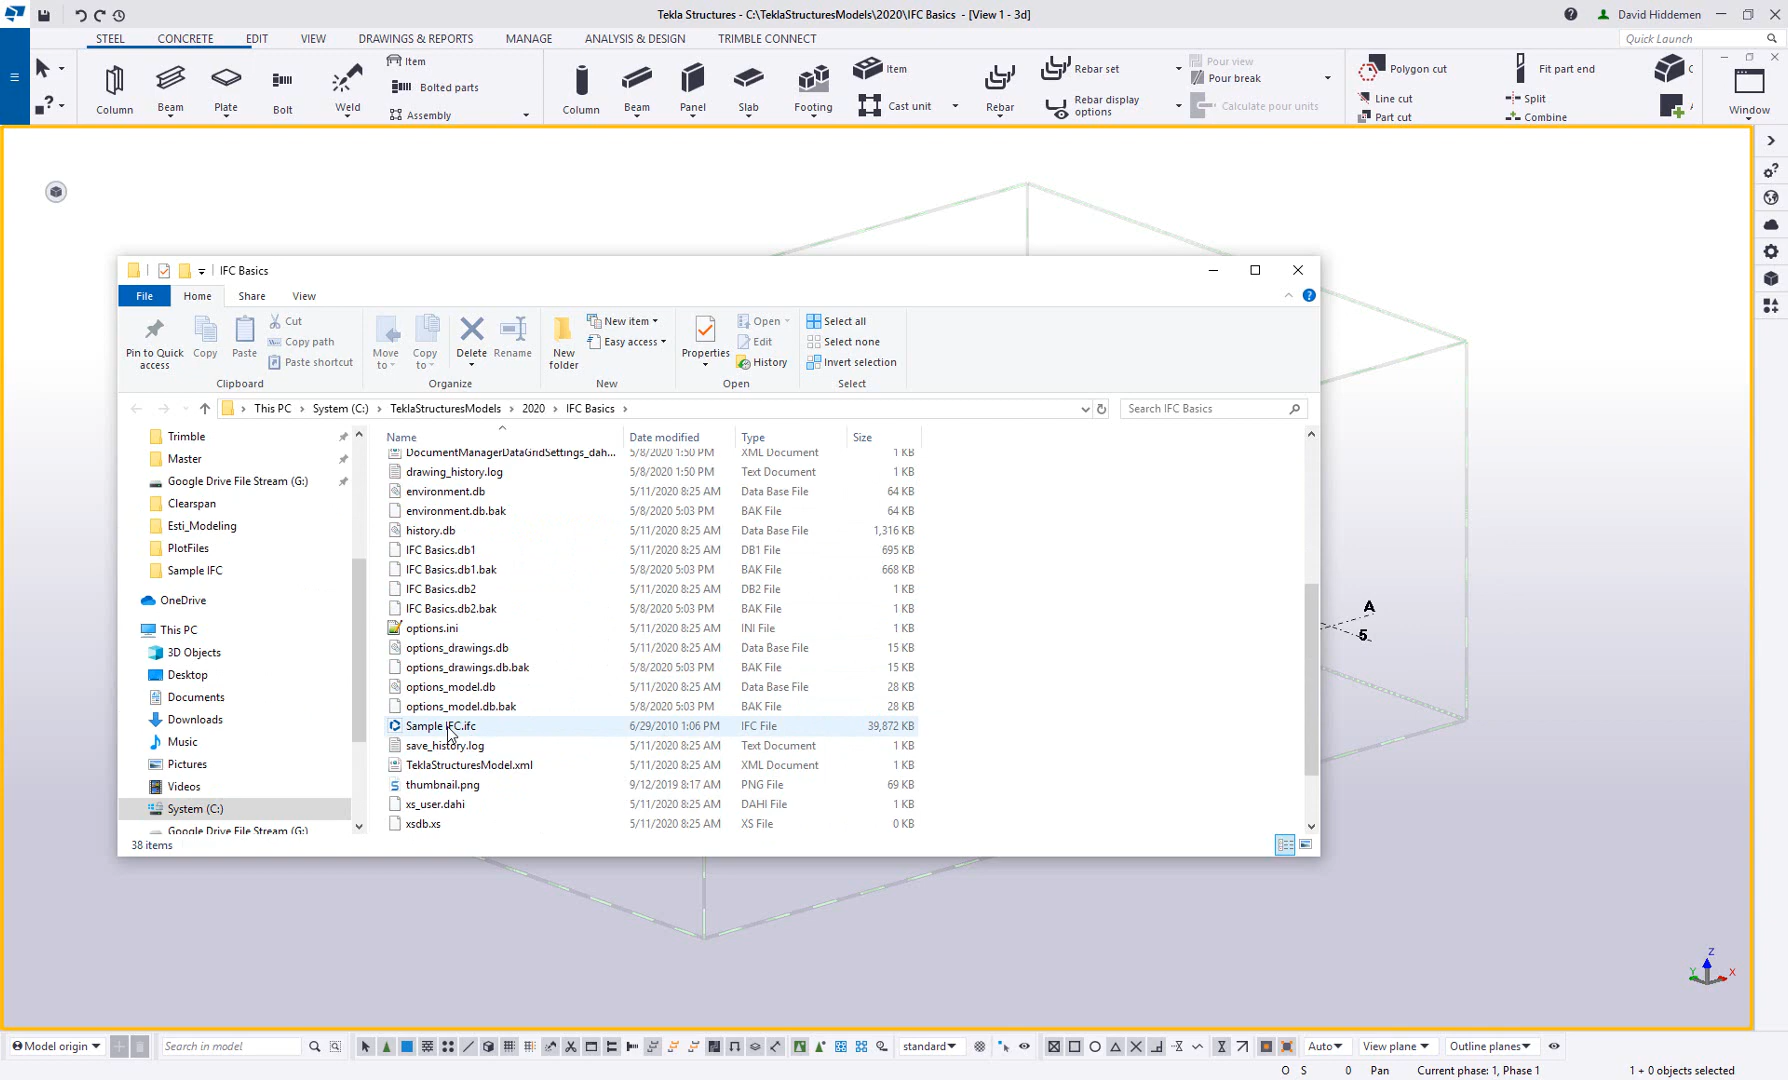 Tekla Structures - C:\TeklaStructuresModels\2020\IFC Basics - [View 1 - 3d]
David Hiddemen
STEEL CONCRETE EDIT VIEW DRAWINGS & REPORTS MANAGE ANALYSIS & DESIGN TRIMBLE CONNECT
Quick Launch
Column Beam Plate Bolt Weld
Item
Bolted parts
Assembly
Column Beam Panel Slab Footing
Item
Cast unit
Rebar
Rebar set
Rebar display options
Pour view
Pour break
Calculate pour units
Polygon cut
Line cut
Part cut
Fit part end
Split
Combine
Window
IFC Basics
File Home Share View
Pin to Quick access
Copy
Paste
Cut
Copy path
Paste shortcut
Clipboard
Move to
Copy to
Delete
Rename
Organize
New folder
New item
Easy access
New
Properties
Open
Edit
History
Open
Select all
Select none
Invert selection
Select
This PC > System (C:) > TeklaStructuresModels > 2020 > IFC Basics >
Search IFC Basics
Trimble
Master
Google Drive File Stream (G:)
Clearspan
Esti_Modeling
PlotFiles
Sample IFC
OneDrive
This PC
3D Objects
Desktop
Documents
Downloads
Music
Pictures
Videos
System (C:)
Google Drive File Stream (G:)
Name Date modified Type Size
DocumentManagerDataGridSettings_dah... 5/8/2020 1:50 PM XML Document 1 KB
drawing_history.log 5/8/2020 1:50 PM Text Document 1 KB
environment.db 5/11/2020 8:25 AM Data Base File 64 KB
environment.db.bak 5/8/2020 5:03 PM BAK File 64 KB
history.db 5/11/2020 8:25 AM Data Base File 1,316 KB
IFC Basics.db1 5/11/2020 8:25 AM DB1 File 695 KB
IFC Basics.db1.bak 5/8/2020 5:03 PM BAK File 668 KB
IFC Basics.db2 5/11/2020 8:25 AM DB2 File 1 KB
IFC Basics.db2.bak 5/8/2020 5:03 PM BAK File 1 KB
options.ini 5/11/2020 8:25 AM INI File 1 KB
options_drawings.db 5/11/2020 8:25 AM Data Base File 15 KB
options_drawings.db.bak 5/8/2020 5:03 PM BAK File 15 KB
options_model.db 5/11/2020 8:25 AM Data Base File 28 KB
options_model.db.bak 5/8/2020 5:03 PM BAK File 28 KB
Sample IFC.ifc 6/29/2010 1:06 PM IFC File 39,872 KB
save_history.log 5/11/2020 8:25 AM Text Document 1 KB
TeklaStructuresModel.xml 5/11/2020 8:25 AM XML Document 1 KB
thumbnail.png 9/12/2019 8:17 AM PNG File 69 KB
xs_user.dahi 5/11/2020 8:25 AM DAHI File 1 KB
xsdb.xs 5/11/2020 8:25 AM XS File 0 KB
38 items
A
5
Z
Y
X
Model origin
Search in model
standard
Auto
View plane
Outline planes
O S 0 Pan Current phase: 1, Phase 1 1 + 0 objects selected